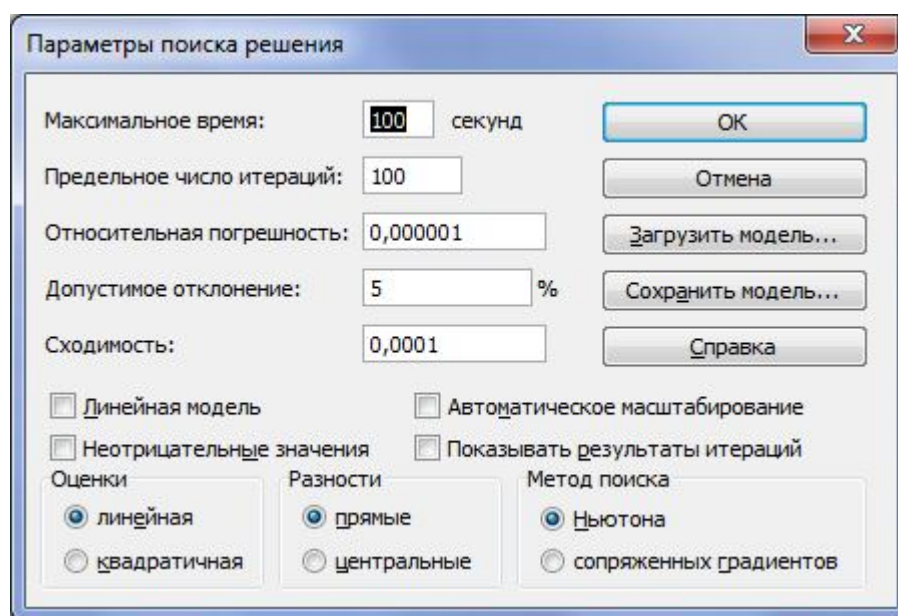 Параметры поиска решения
Максимальное время: 100 секунд OK
Предельное число итераций: 100 Отмена
Относительная погрешность: 0,000001 Загрузить модель...
Допустимое отклонение: 5 % Сохранить модель...
Сходимость: 0,0001 Справка
Линейная модель Автоматическое масштабирование
Неотрицательные значения Показывать результаты итераций
Оценки Разности Метод поиска
линейная прямые Ньютона
квадратичная центральные сопряженных градиентов